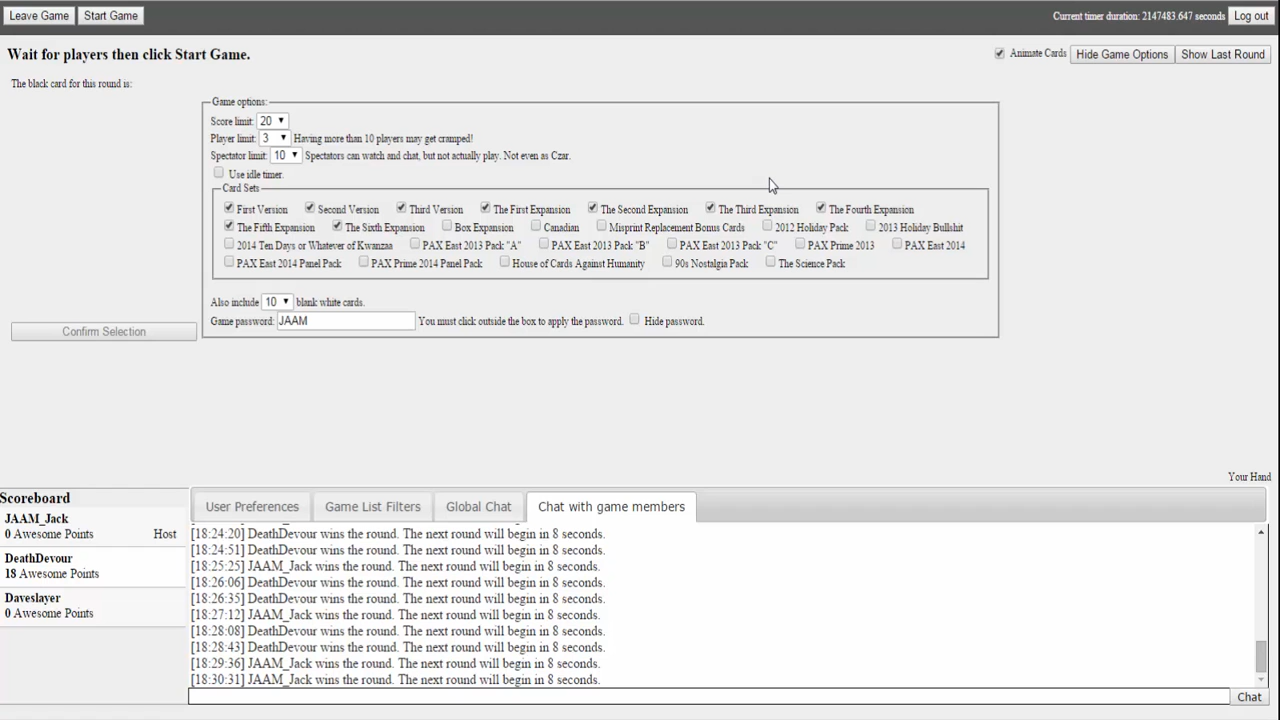 Leave Game Start Game Current timer duration: 2147483.647 seconds Log out
Wait for players then click Start Game. Animate Cards Hide Game Options Show Last Round
The black card for this round is:
Game options:
Score limit: 20
Player limit: 3 Having more than 10 players may get cramped!
Spectator limit: 10 Spectators can watch and chat, but not actually play. Not even as Czar.
Use idle timer.
Card Sets
First Version Second Version Third Version The First Expansion The Second Expansion The Third Expansion The Fourth Expansion
The Fifth Expansion The Sixth Expansion Box Expansion Canadian Misprint Replacement Bonus Cards 2012 Holiday Pack 2013 Holiday Bullshit
2014 Ten Days or Whatever of Kwanzaa PAX East 2013 Pack "A" PAX East 2013 Pack "B" PAX East 2013 Pack "C" PAX Prime 2013 PAX East 2014
PAX East 2014 Panel Pack PAX Prime 2014 Panel Pack House of Cards Against Humanity 90s Nostalgia Pack The Science Pack
Also include 10 blank white cards.
Game password: JAAM You must click outside the box to apply the password. Hide password.
Confirm Selection
Your Hand
Scoreboard
JAAM_Jack
0 Awesome Points Host
DeathDevour
18 Awesome Points
Daveslayer
0 Awesome Points
User Preferences Game List Filters Global Chat Chat with game members
[18:24:20] DeathDevour wins the round. The next round will begin in 8 seconds.
[18:24:51] DeathDevour wins the round. The next round will begin in 8 seconds.
[18:25:25] JAAM_Jack wins the round. The next round will begin in 8 seconds.
[18:26:06] DeathDevour wins the round. The next round will begin in 8 seconds.
[18:26:35] DeathDevour wins the round. The next round will begin in 8 seconds.
[18:27:12] JAAM_Jack wins the round. The next round will begin in 8 seconds.
[18:28:08] DeathDevour wins the round. The next round will begin in 8 seconds.
[18:28:43] DeathDevour wins the round. The next round will begin in 8 seconds.
[18:29:36] JAAM_Jack wins the round. The next round will begin in 8 seconds.
[18:30:31] JAAM_Jack wins the round. The next round will begin in 8 seconds.
Chat